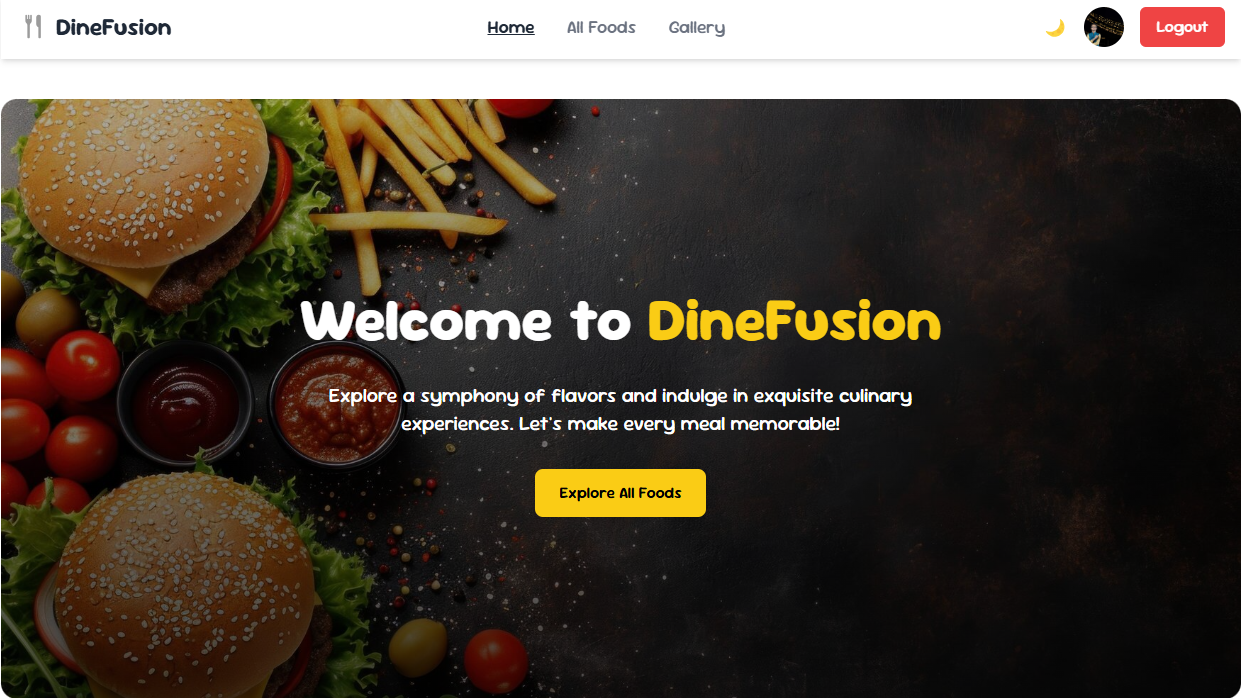 DineFusion
Home
All Foods
Gallery
Logout
Welcome to DineFusion
Explore a symphony of flavors and indulge in exquisite culinary
experiences. Let's make every meal memorable!
Explore All Foods